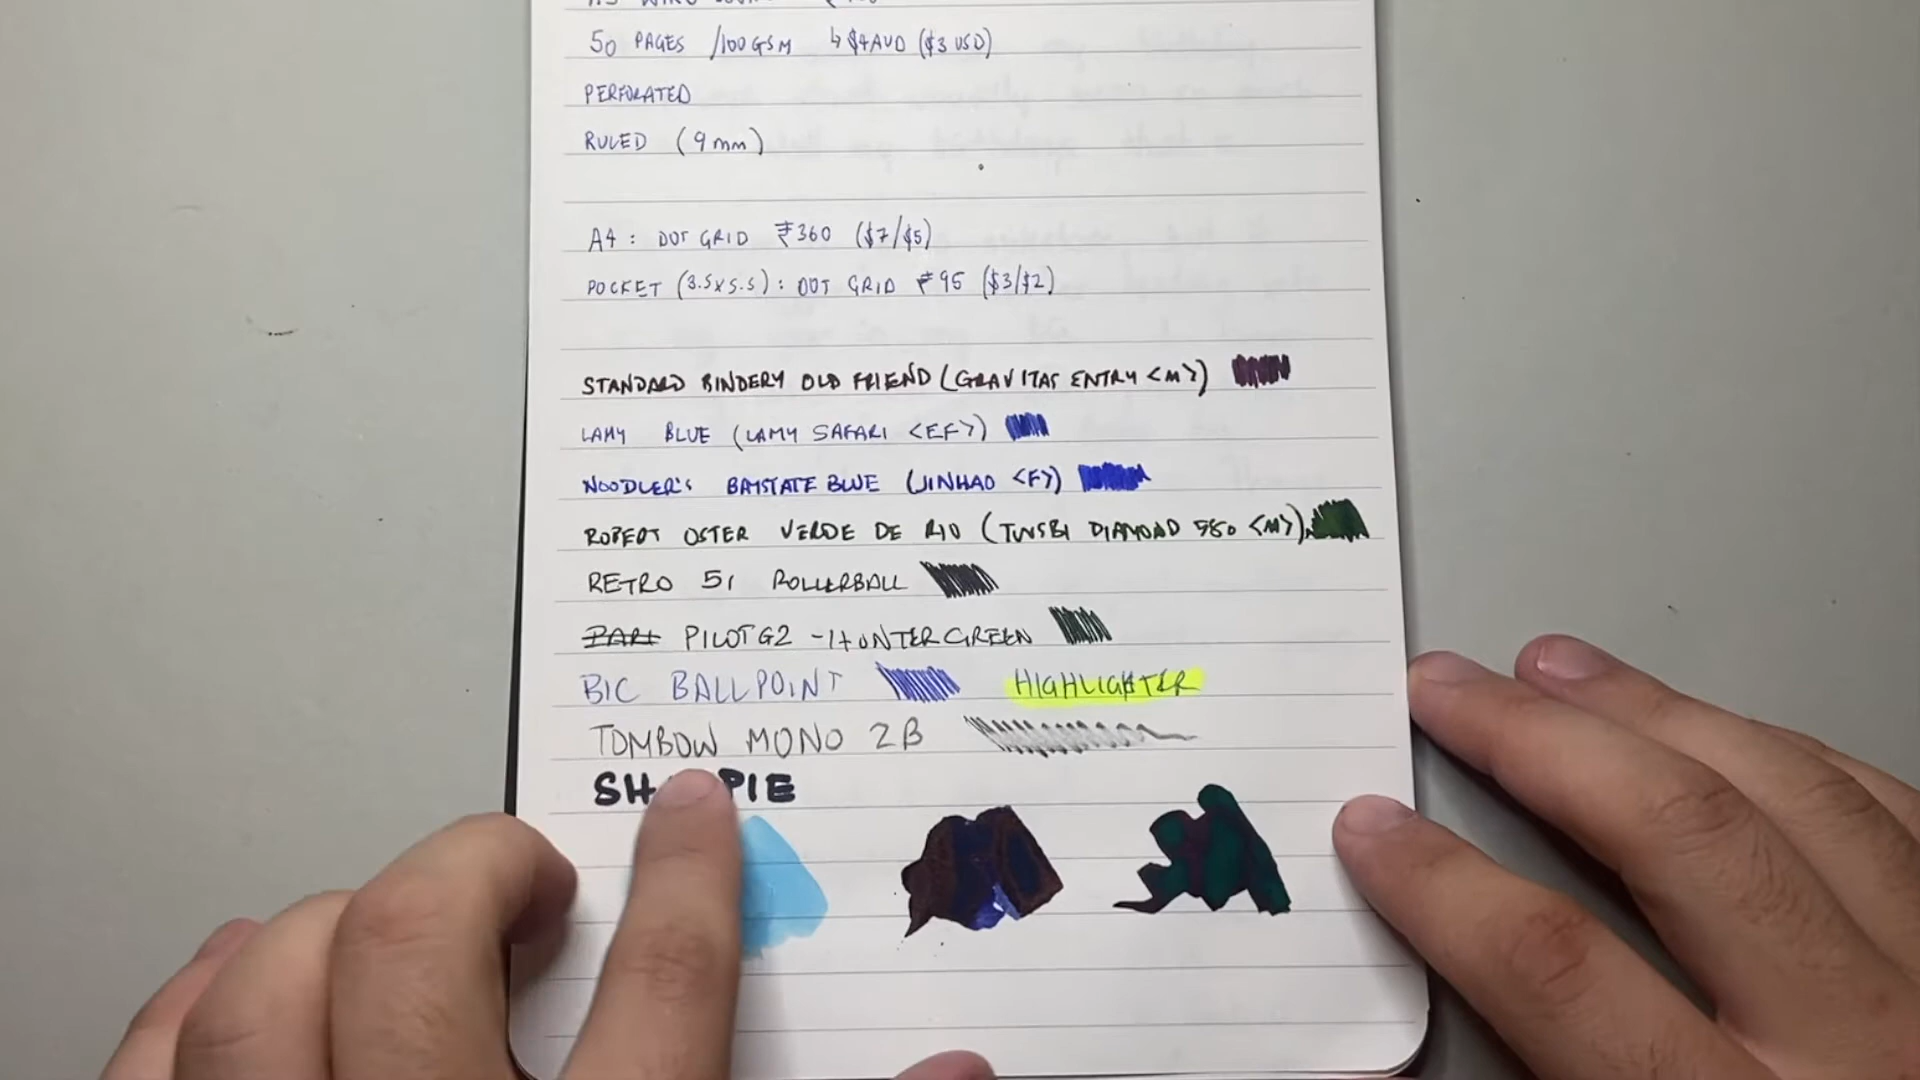 50 PAGES /100GSM ↳$4AUD ($3 USD)
PERFORATED
RULED (9mm)
A4: DOT GRID ₹360 ($7/$5)
POCKET (3.5x5.5): DOT GRID ₹95 ($3/$2)
STANDARD BINDERY OLD FRIEND (GRAVITAS ENTRY <M>)
LAMY BLUE (LAMY SAFARI <EF>)
NOODLER'S BAYSTATE BLUE (JINHAO <F>)
ROBERT OSTER VERDE DE RIO (TWSBI DIAMOND 580 <M>)
RETRO 51 ROLLERBALL
PILOT G2 - HUNTER GREEN
BIC BALLPOINT HIGHLIGHTER
TOMBOW MONO 2B